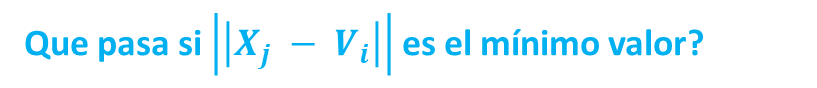 Que pasa si ||X_j − V_i|| es el mínimo valor?